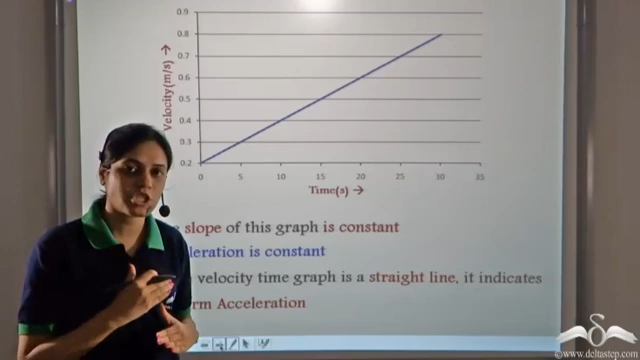 0.9
0.8
0.7
0.6
0.5
0.4
0.3
0.2
Velocity(m/s) →
0 5 10 15 20 25 30 35
Time(s) →
slope of this graph is constant
leration is constant
velocity time graph is a straight line, it indicates
rm Acceleration
©www.deltastep.com